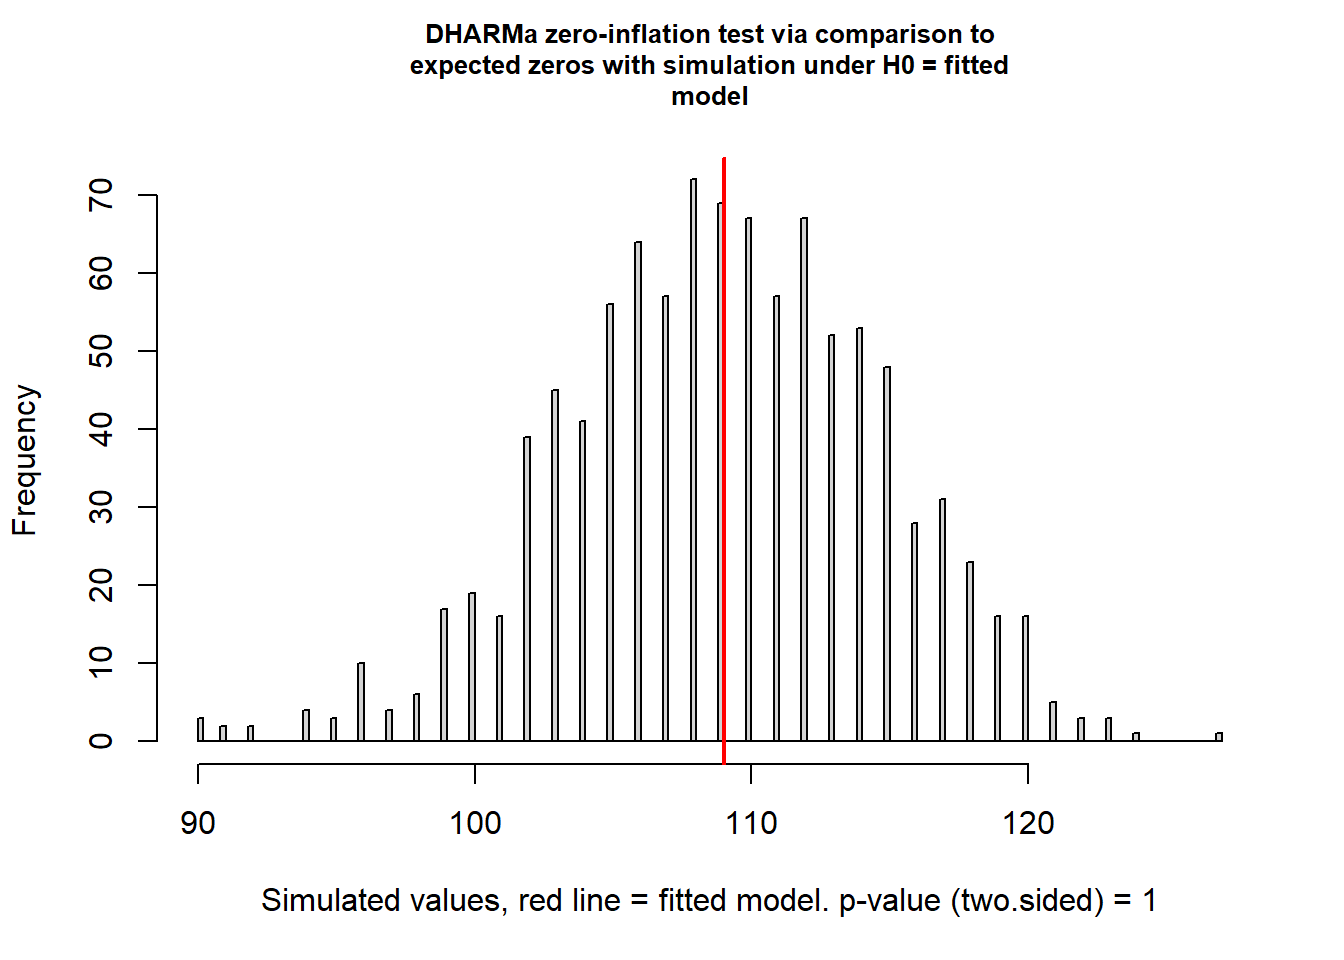 DHARMa zero-inflation test via comparison to
expected zeros with simulation under H0 = fitted
model
Frequency
70
60
50
40
30
20
10
0
90 100 110 120
Simulated values, red line = fitted model. p-value (two.sided) = 1